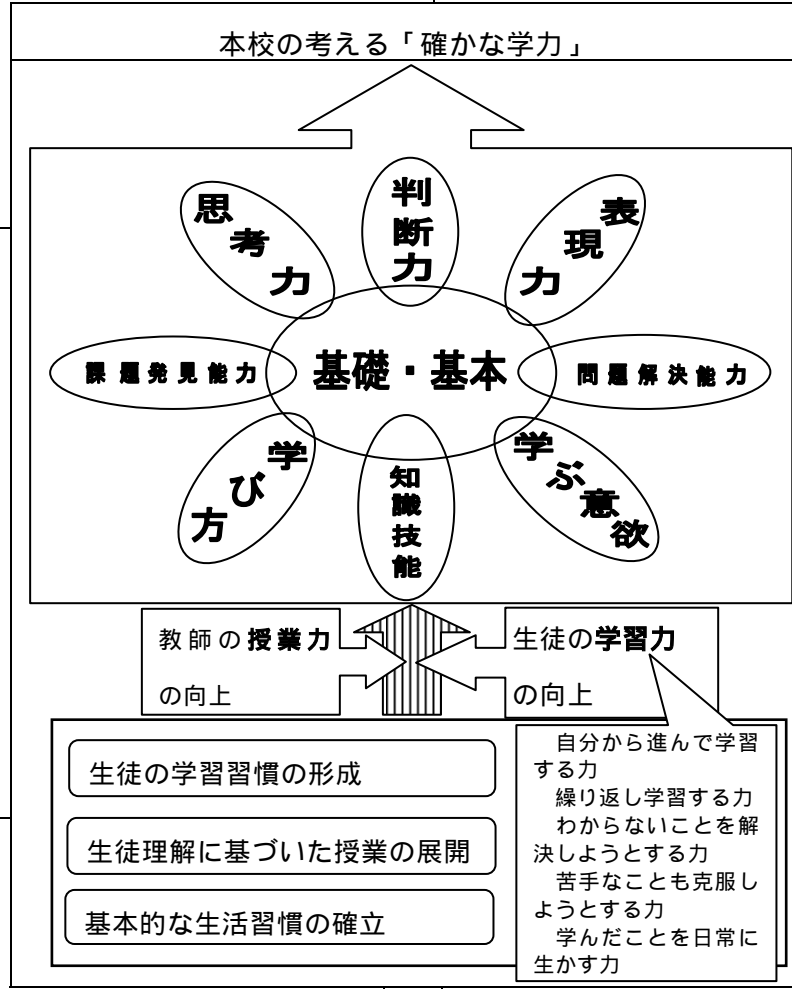 本校の考える「確かな学力」
思考力
判断力
表現力
課題発見能力
基礎・基本
問題解決能力
学び方
知識技能
学ぶ意欲
教師の授業力
の向上
生徒の学習力
の向上
生徒の学習習慣の形成
生徒理解に基づいた授業の展開
基本的な生活習慣の確立
自分から進んで学習
する力
繰り返し学習する力
わからないことを解
決しようとする力
苦手なことも克服し
ようとする力
学んだことを日常に
生かす力